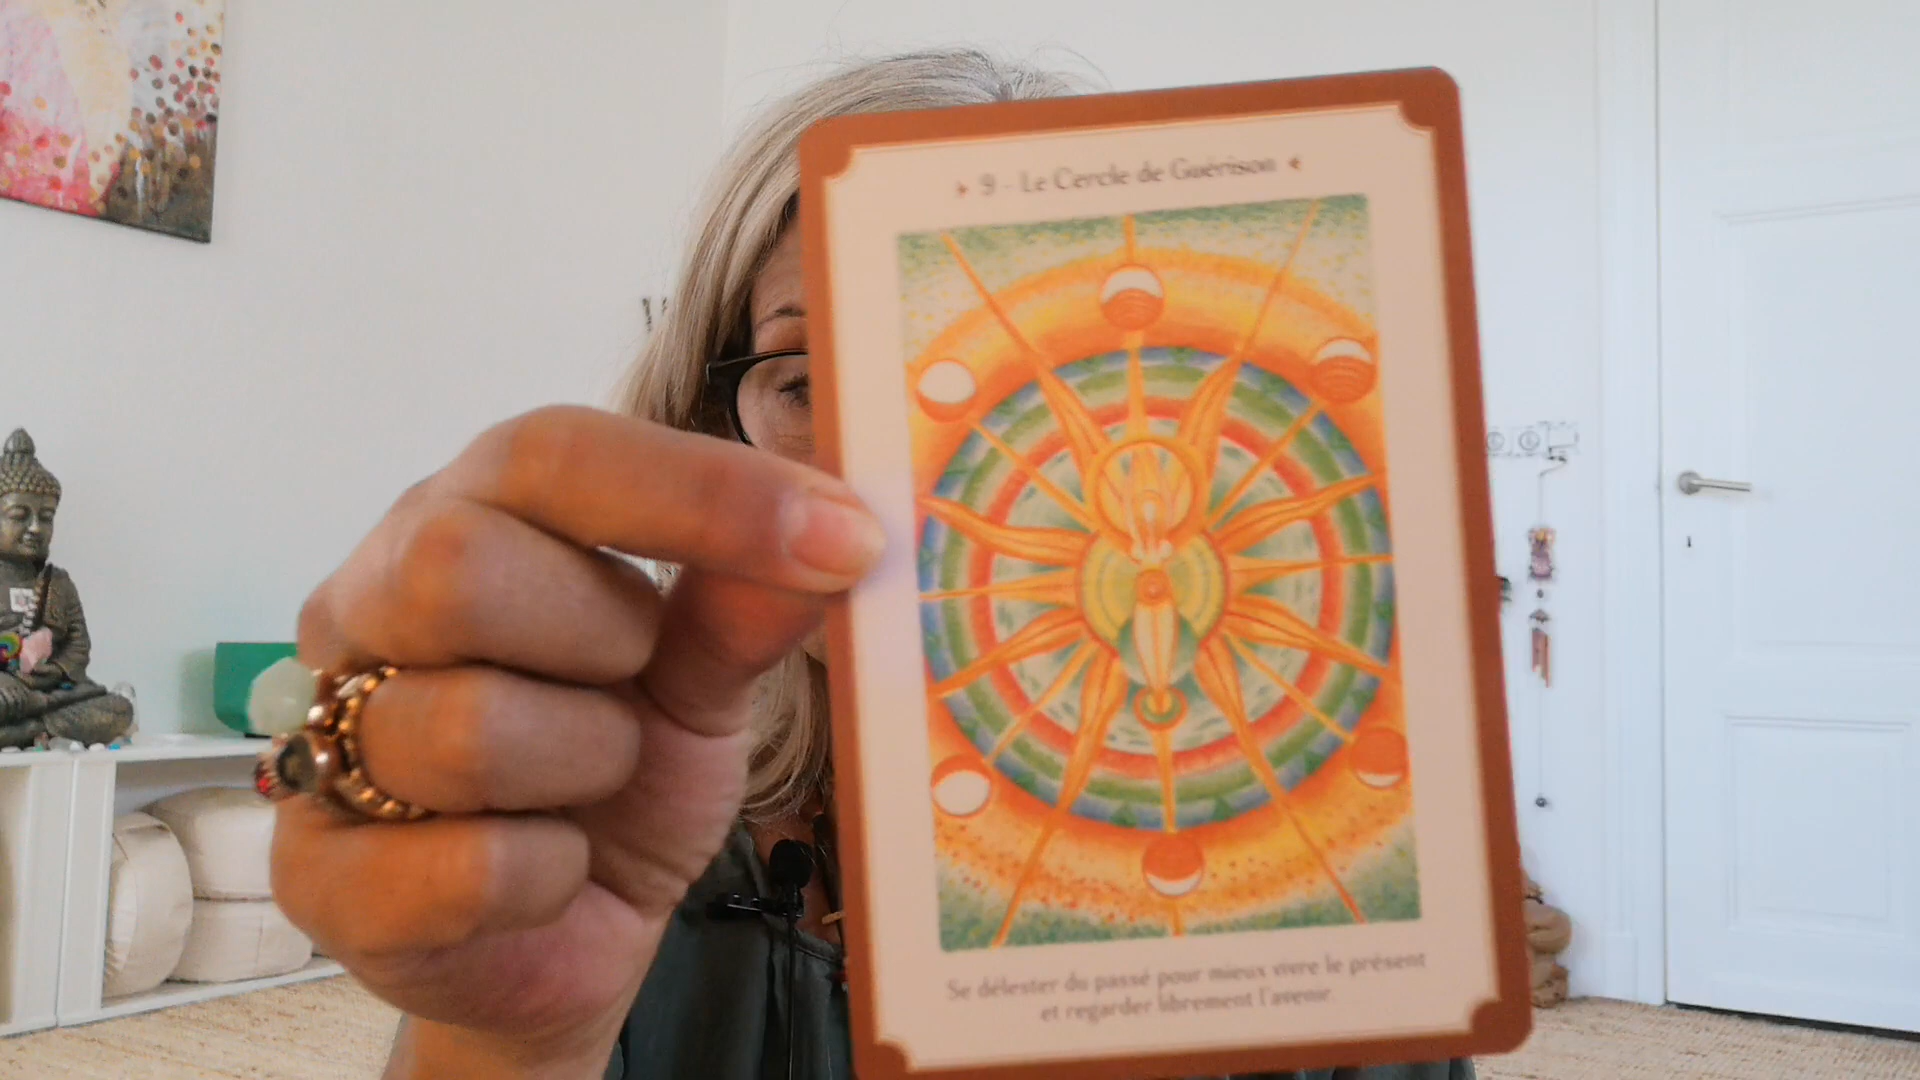 9 - Le Cercle de Guérison
Se délester du passé pour mieux vivre le présent
et regarder librement l'avenir